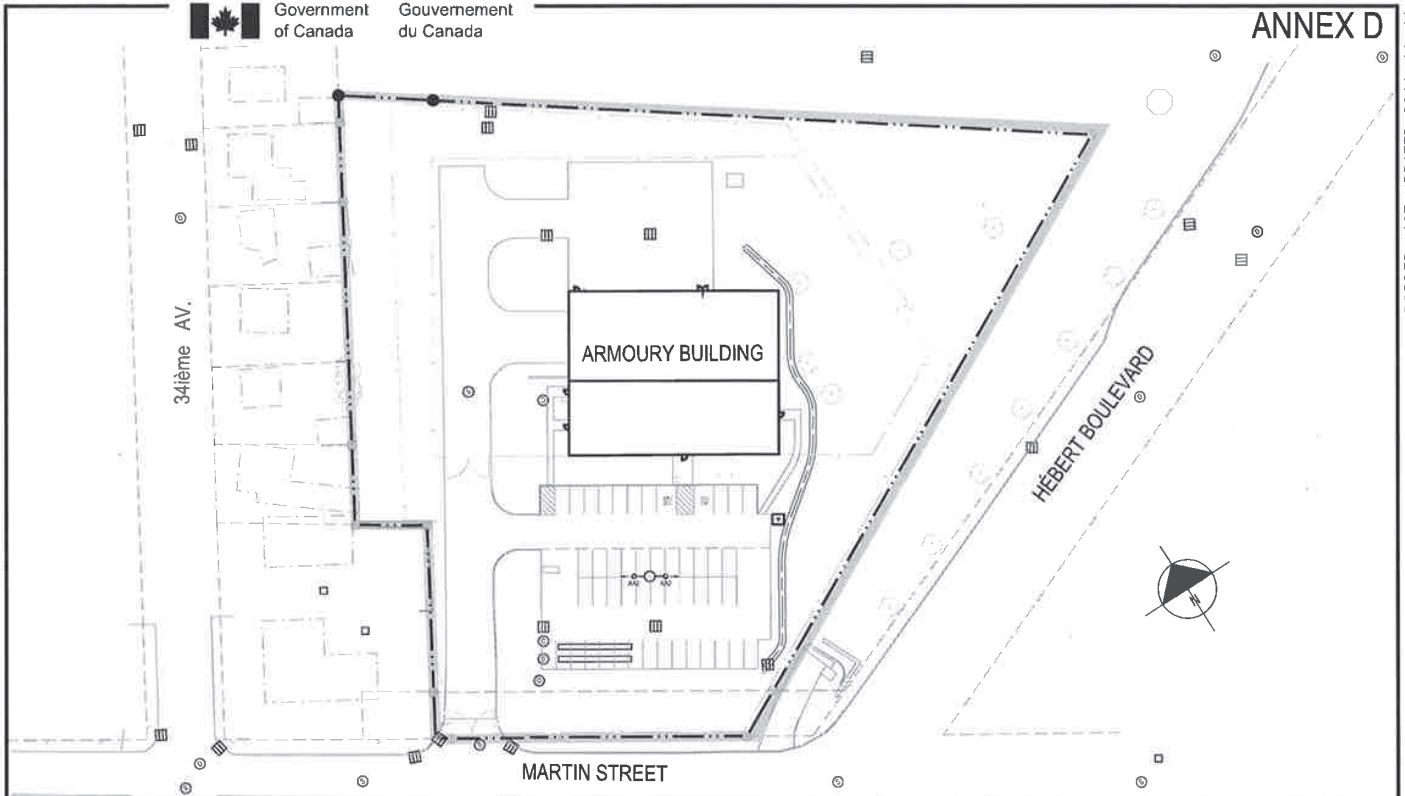 Government
of Canada
Gouvernement
du Canada
ANNEX D
34ième AV.
ARMOURY BUILDING
HÉBERT BOULEVARD
N
MARTIN STREET